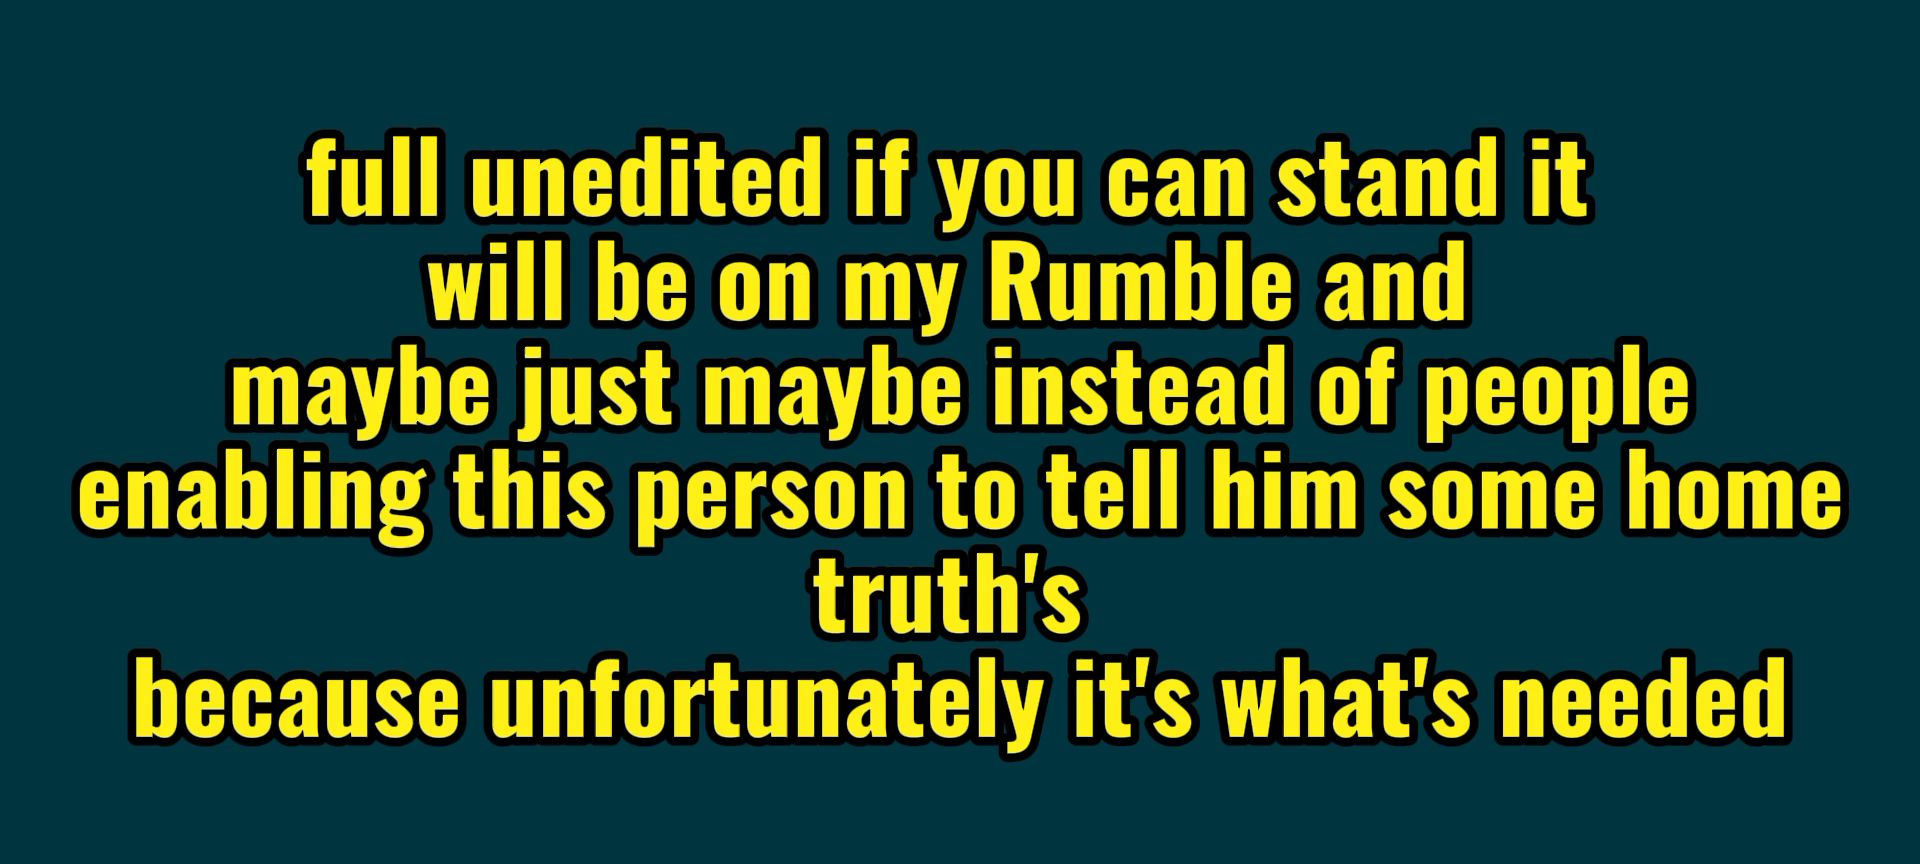 full unedited if you can stand it
will be on my Rumble and
maybe just maybe instead of people
enabling this person to tell him some home
truth's
because unfortunately it's what's needed